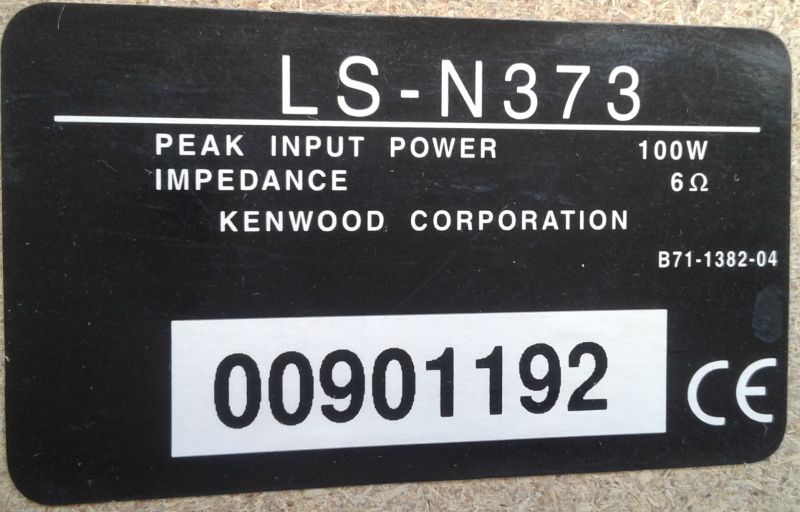 LS-N373
PEAK INPUT POWER 100W
IMPEDANCE 6Ω
KENWOOD CORPORATION
B71-1382-04
00901192
CE